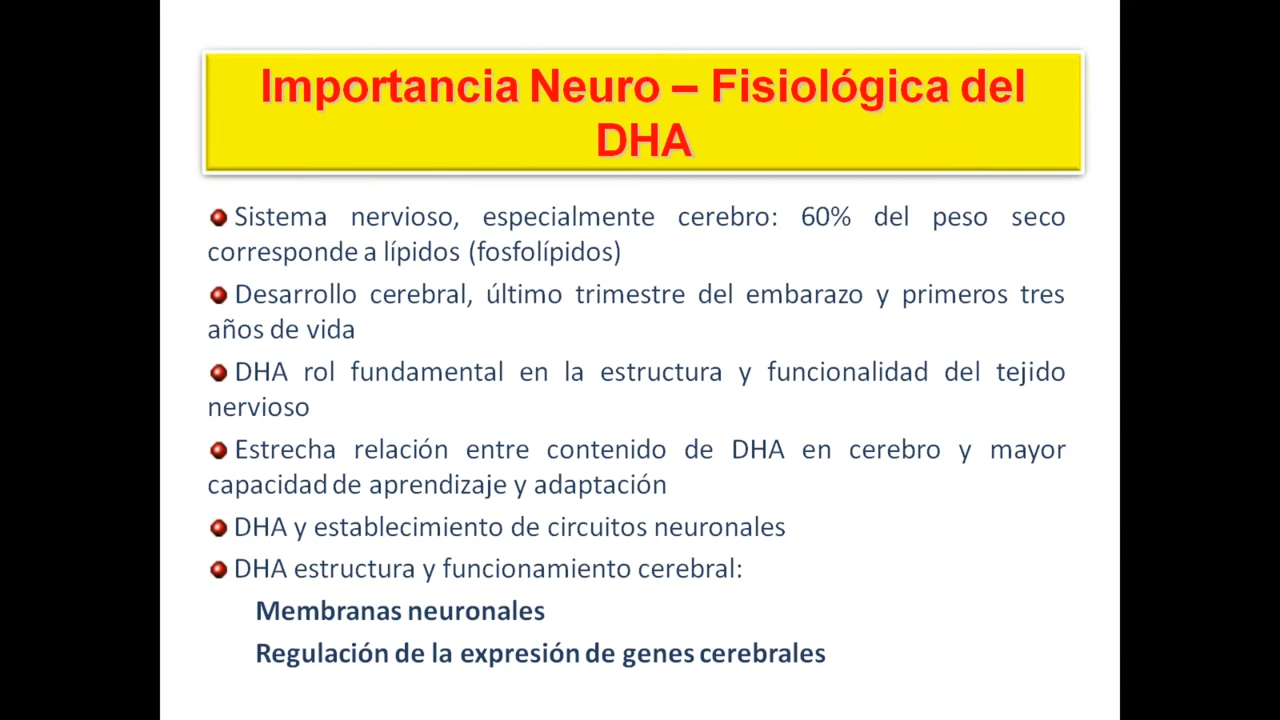 Importancia Neuro – Fisiológica del
DHA
Sistema nervioso, especialmente cerebro: 60% del peso seco
corresponde a lípidos (fosfolípidos)
Desarrollo cerebral, último trimestre del embarazo y primeros tres
años de vida
DHA rol fundamental en la estructura y funcionalidad del tejido
nervioso
Estrecha relación entre contenido de DHA en cerebro y mayor
capacidad de aprendizaje y adaptación
DHA y establecimiento de circuitos neuronales
DHA estructura y funcionamiento cerebral:
Membranas neuronales
Regulación de la expresión de genes cerebrales